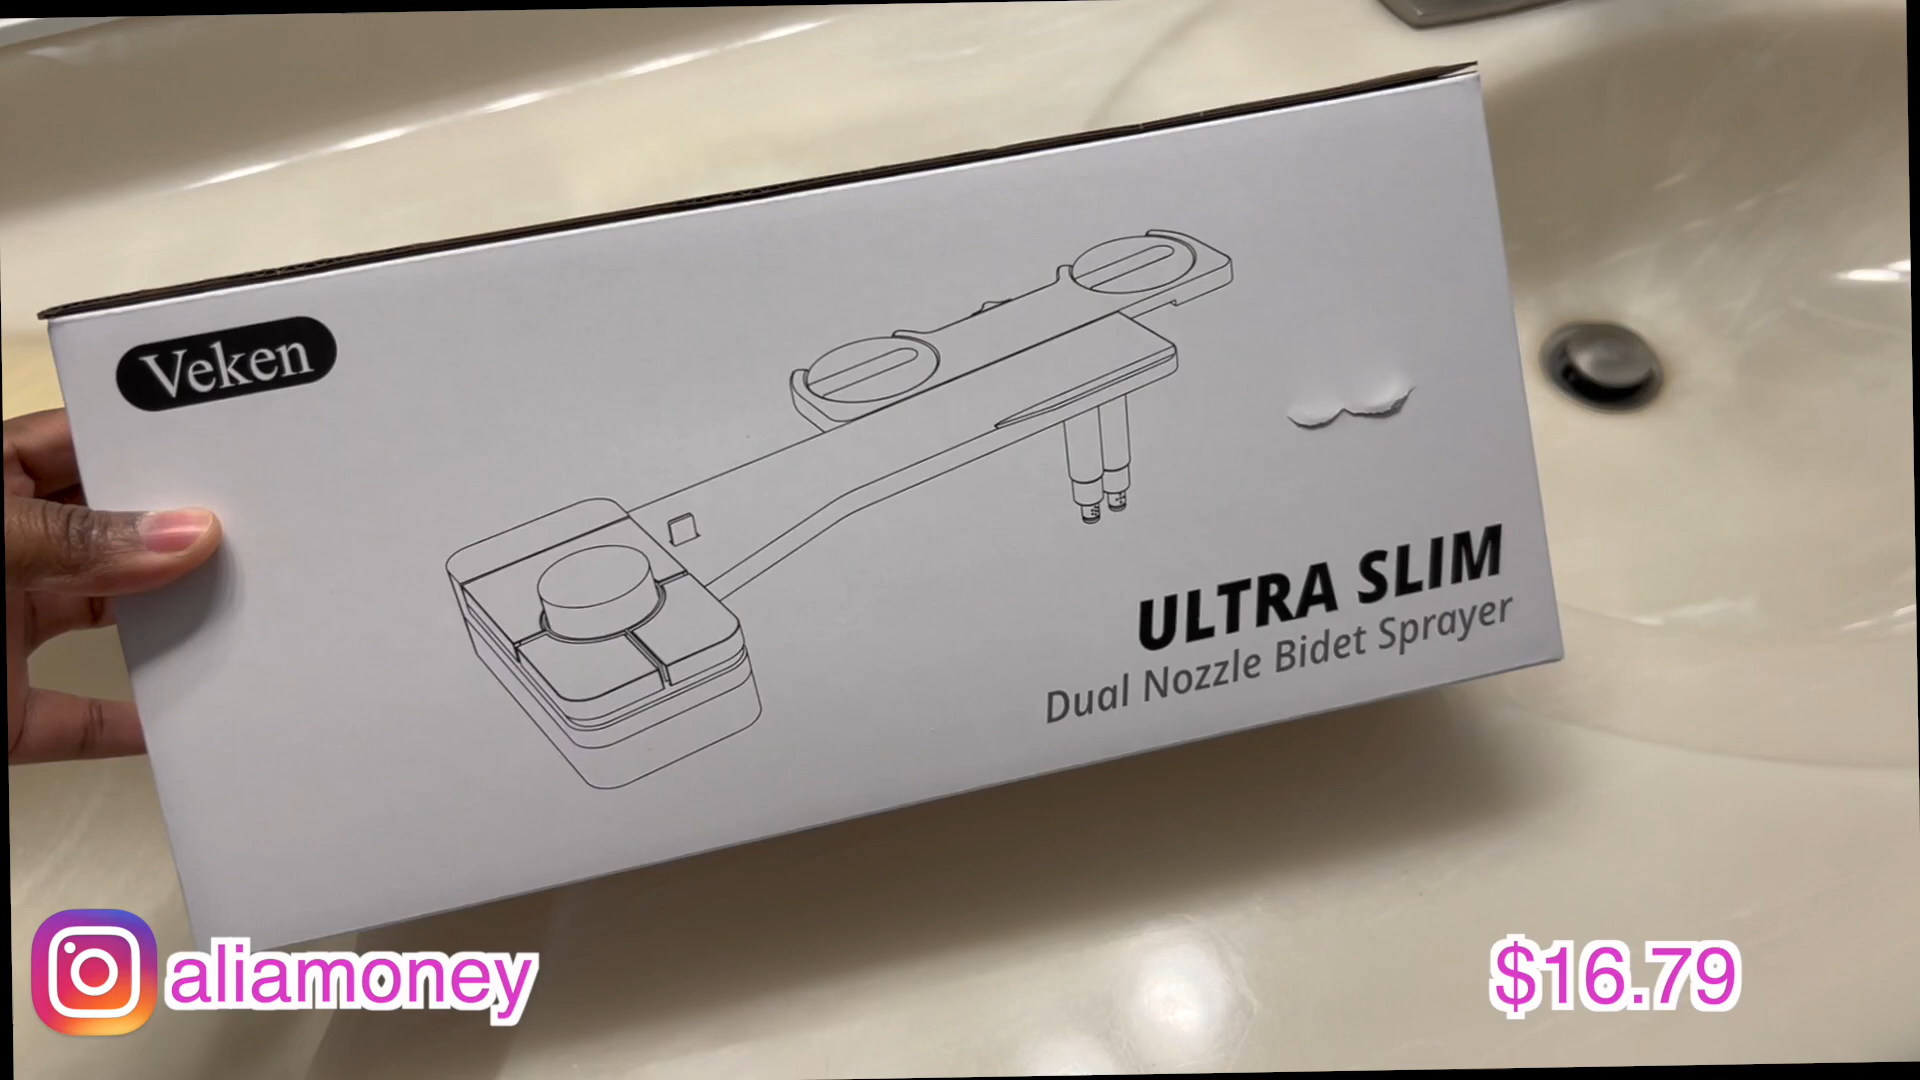 Veken
ULTRA SLIM
Dual Nozzle Bidet Sprayer
aliamoney
$16.79